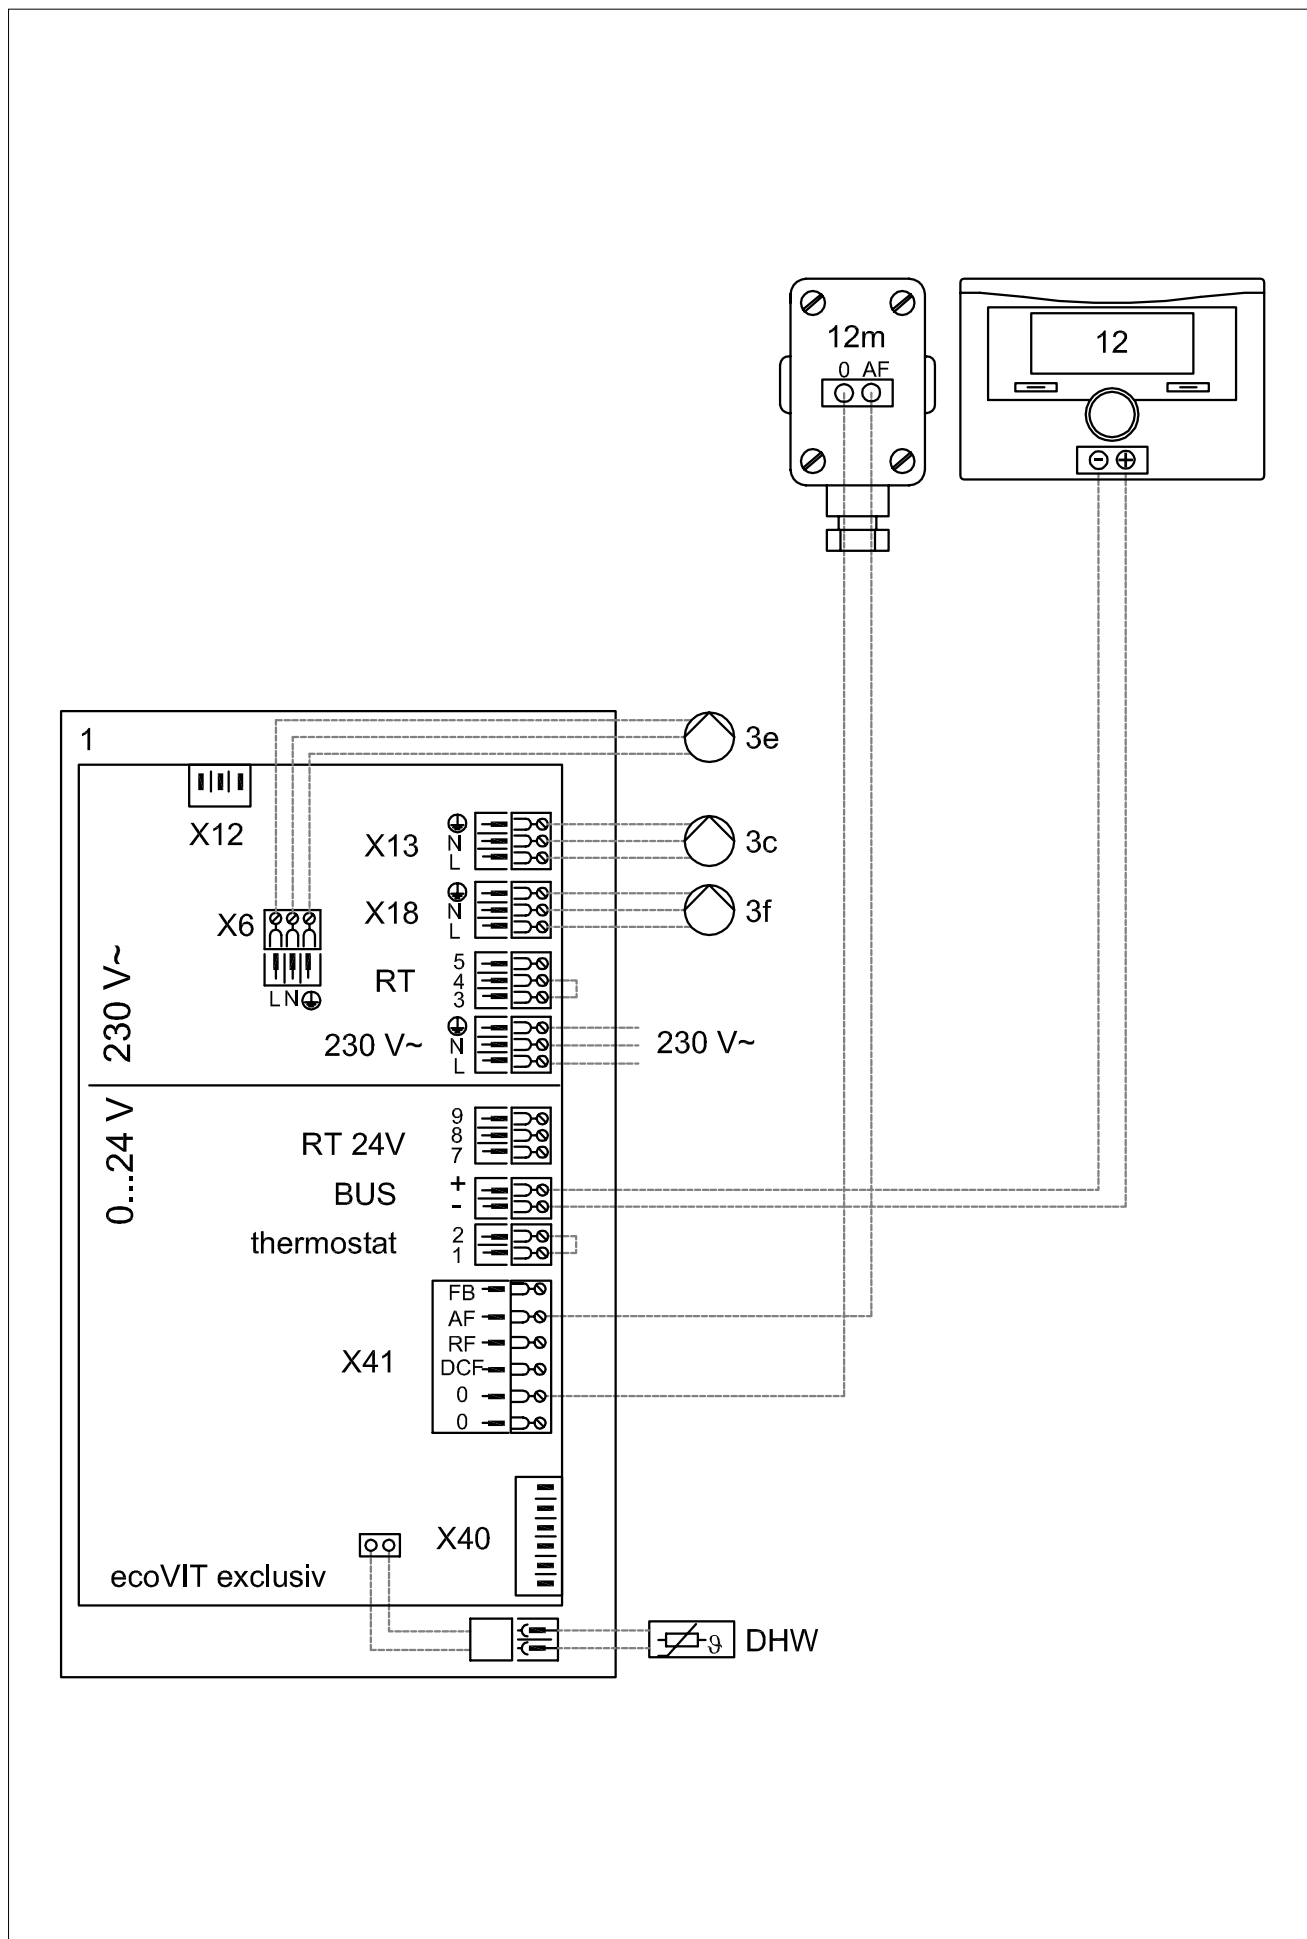 12m
0 AF
12
- +
1
3e
X12
X13
N
L
3c
X6
L N
X18
N
L
3f
RT
5
4
3
230 V~
230 V~
N
L
230 V~
0...24 V
RT 24V
9
8
7
BUS
+
-
thermostat
2
1
X41
FB
AF
RF
DCF
0
0
X40
ecoVIT exclusiv
ϑ
DHW